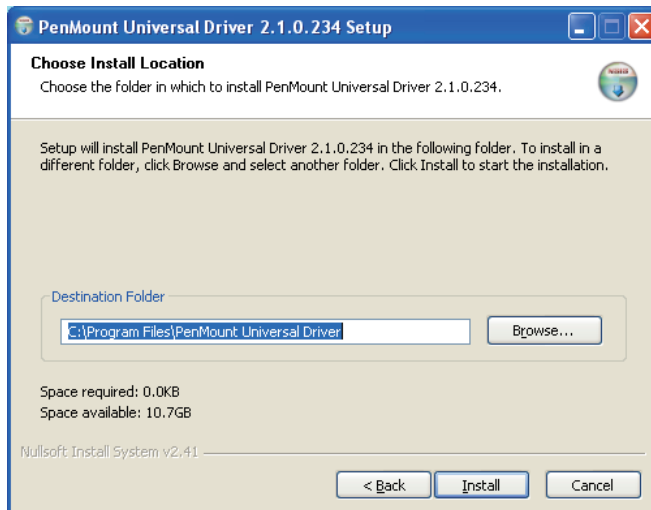 PenMount Universal Driver 2.1.0.234 Setup
Choose Install Location
Choose the folder in which to install PenMount Universal Driver 2.1.0.234.
Setup will install PenMount Universal Driver 2.1.0.234 in the following folder. To install in a
different folder, click Browse and select another folder. Click Install to start the installation.
Destination Folder
C:\Program Files\PenMount Universal Driver
Browse...
Space required: 0.0KB
Space available: 10.7GB
Nullsoft Install System v2.41
< Back
Install
Cancel